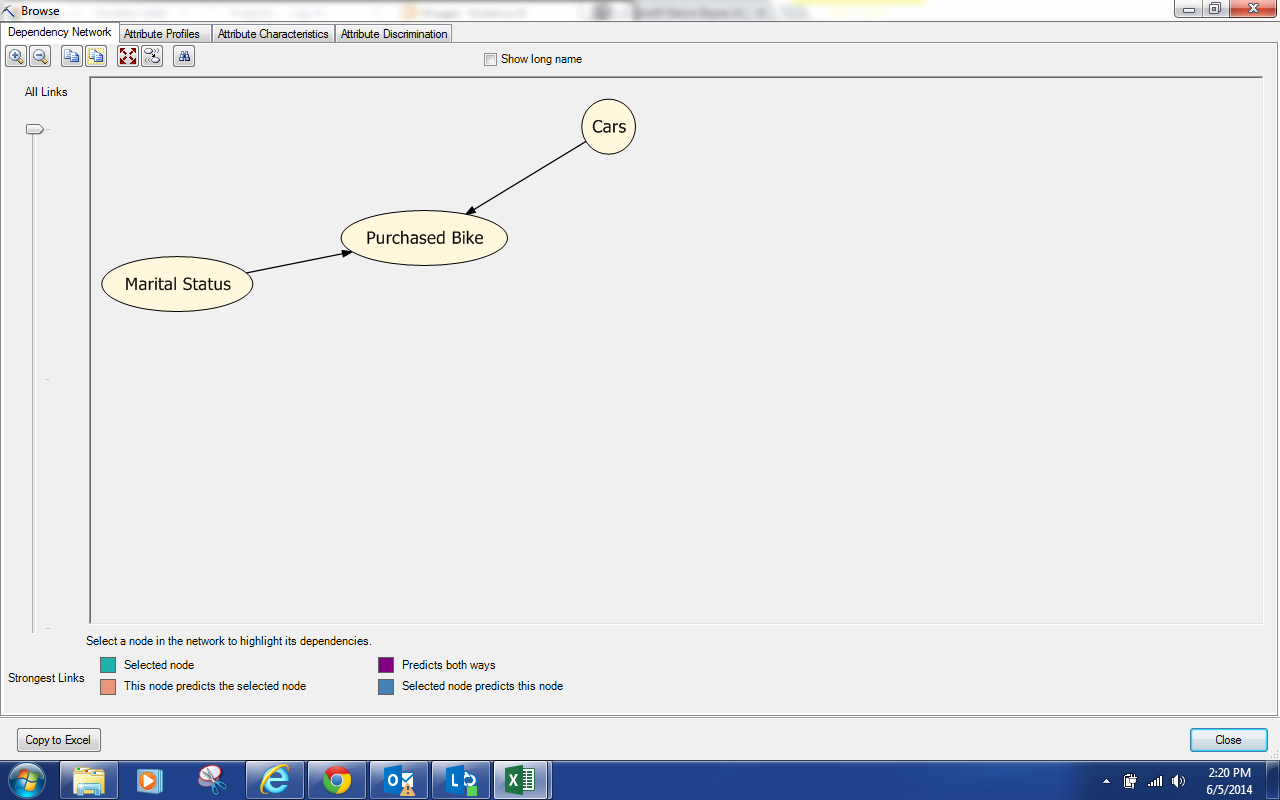 Browse
Dependency Network Attribute Profiles Attribute Characteristics Attribute Discrimination
Show long name
All Links
Cars
Purchased Bike
Marital Status
Select a node in the network to highlight its dependencies.
Selected node Predicts both ways
Strongest Links
This node predicts the selected node Selected node predicts this node
Copy to Excel Close
2:20 PM
6/5/2014